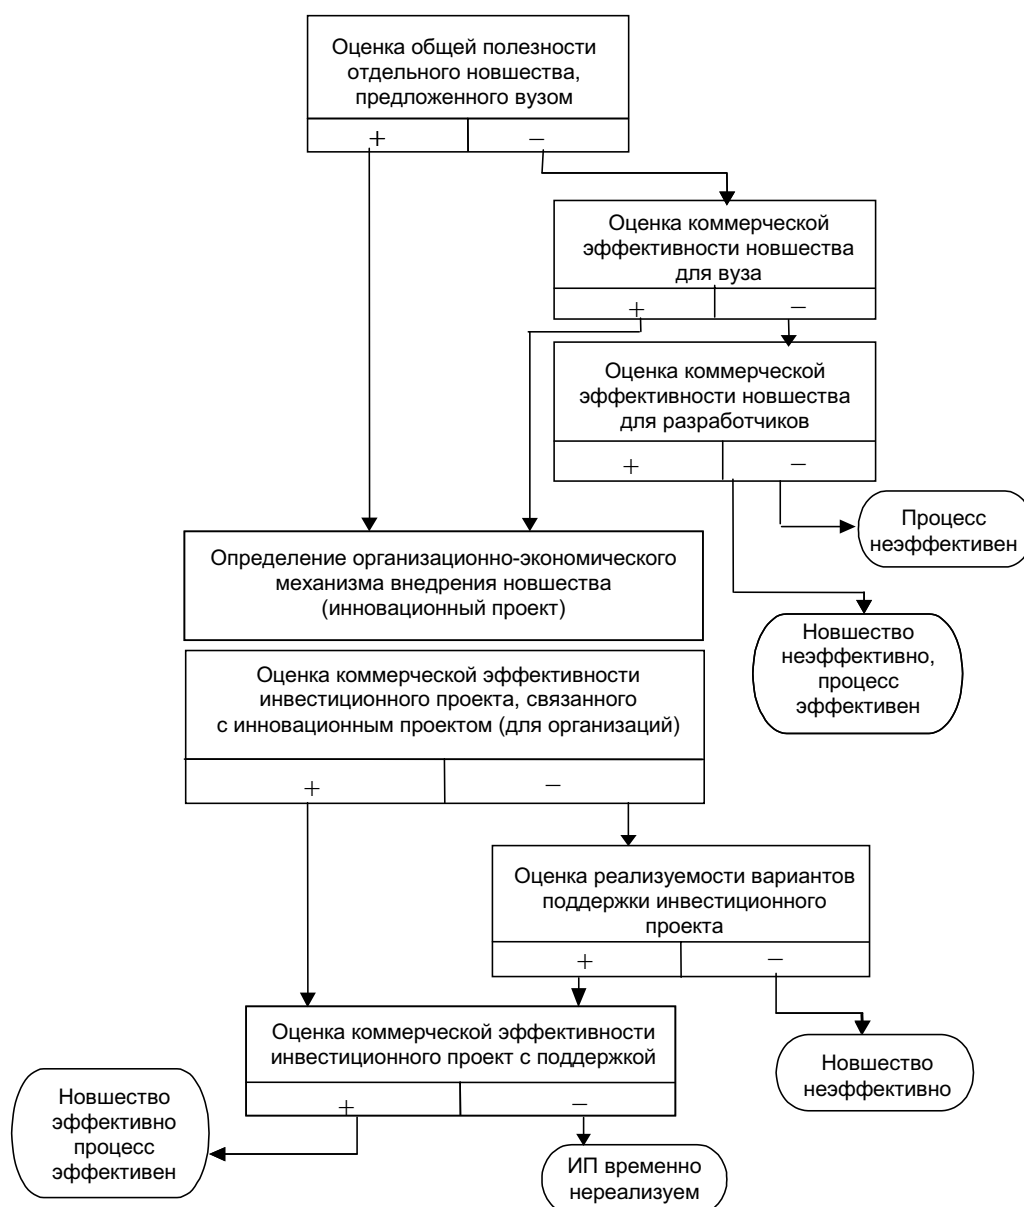 Оценка общей полезности
отдельного новшества,
предложенного вузом
+ –
Оценка коммерческой
эффективности новшества
для вуза
+ –
Оценка коммерческой
эффективности новшества
для разработчиков
+ –
Процесс
неэффективен
Определение организационно-экономического
механизма внедрения новшества
(инновационный проект)
Новшество
неэффективно,
процесс
эффективен
Оценка коммерческой эффективности
инвестиционного проекта, связанного
с инновационным проектом (для организаций)
+ –
Оценка реализуемости вариантов
поддержки инвестиционного
проекта
+ –
Оценка коммерческой эффективности
инвестиционного проект с поддержкой
+ –
Новшество
неэффективно
Новшество
эффективно
процесс
эффективен
ИП временно
нереализуем